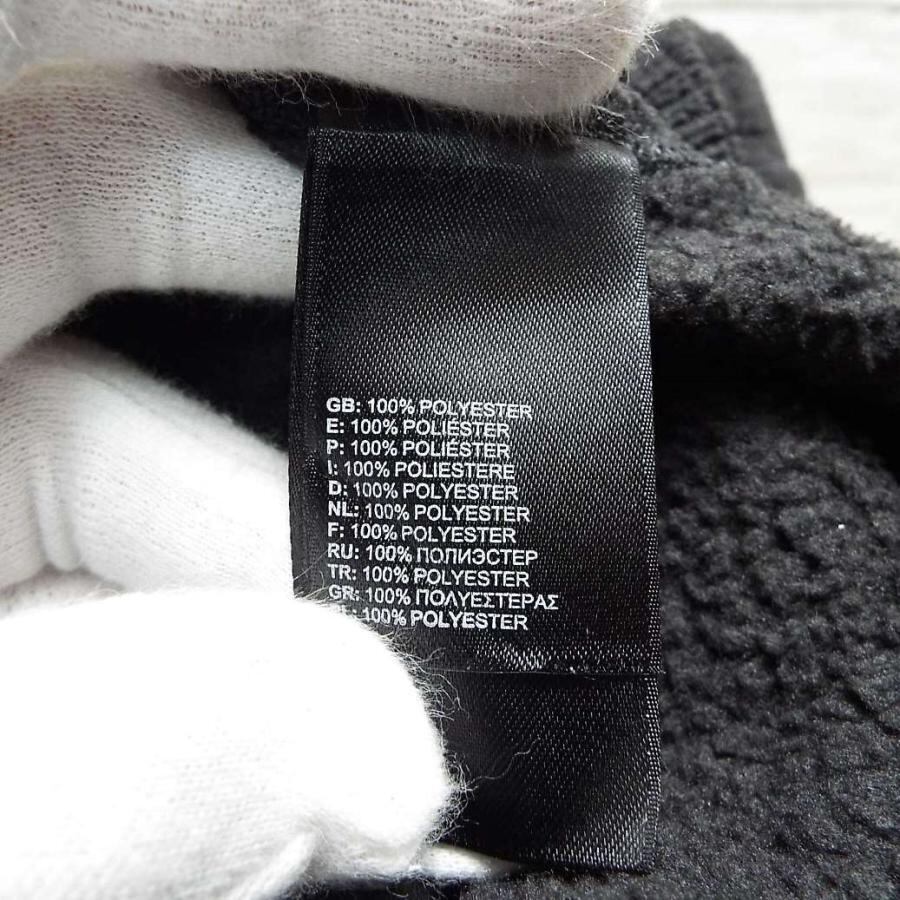 GB: 100% POLYESTER
E: 100% POLIÉSTER
P: 100% POLIÉSTER
I: 100% POLIESTERE
D: 100% POLYESTER
NL: 100% POLYESTER
F: 100% POLYESTER
RU: 100% ПОЛИЭСТЕР
TR: 100% POLYESTER
GR: 100% ΠΟΛΥΕΣΤΕΡΑΣ
100% POLYESTER